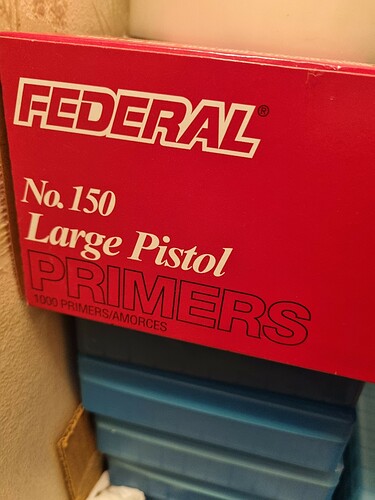 FEDERAL®
No. 150
Large Pistol
PRIMERS
1000 PRIMERS/AMORCES